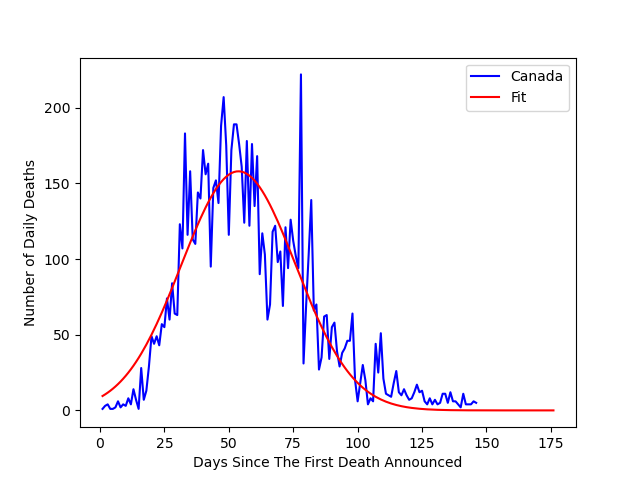 Canada
Fit
200
150
100
50
0
Number of Daily Deaths
0 25 50 75 100 125 150 175
Days Since The First Death Announced